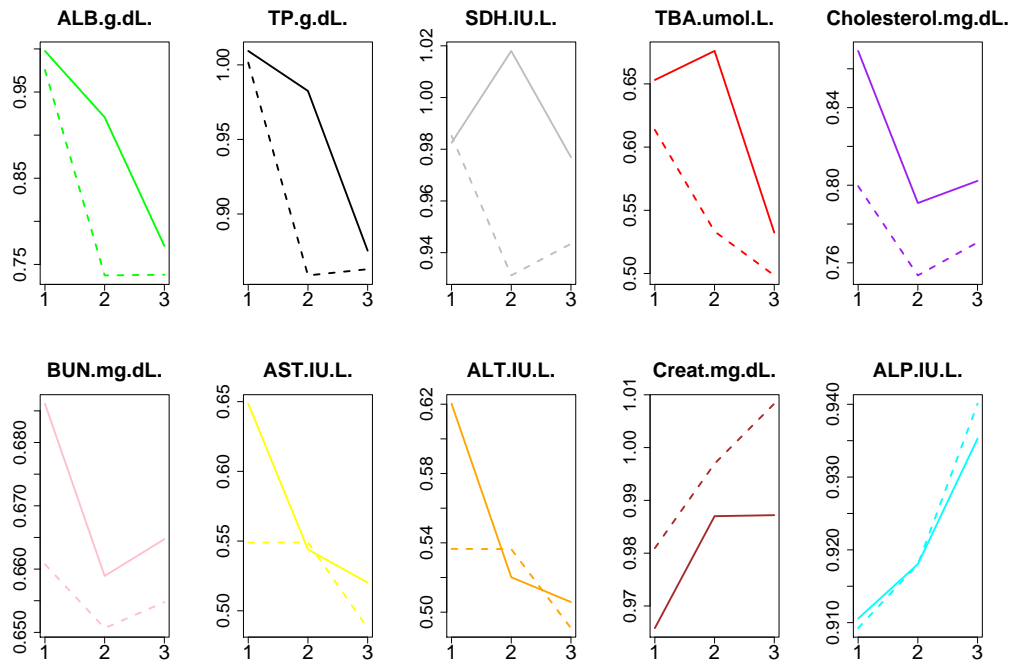 ALB.g.dL. TP.g.dL. SDH.IU.L. TBA.umol.L. Cholesterol.mg.dL.
0.95 0.85 0.75
1 2 3
1.00 0.95 0.90
1 2 3
1.02 1.00 0.98 0.96 0.94
1 2 3
0.65 0.60 0.55 0.50
1 2 3
0.84 0.80 0.76
1 2 3
BUN.mg.dL. AST.IU.L. ALT.IU.L. Creat.mg.dL. ALP.IU.L.
0.680 0.670 0.660 0.650
1 2 3
0.65 0.60 0.55 0.50
1 2 3
0.62 0.58 0.54 0.50
1 2 3
1.01 1.00 0.99 0.98 0.97
1 2 3
0.940 0.930 0.920 0.910
1 2 3